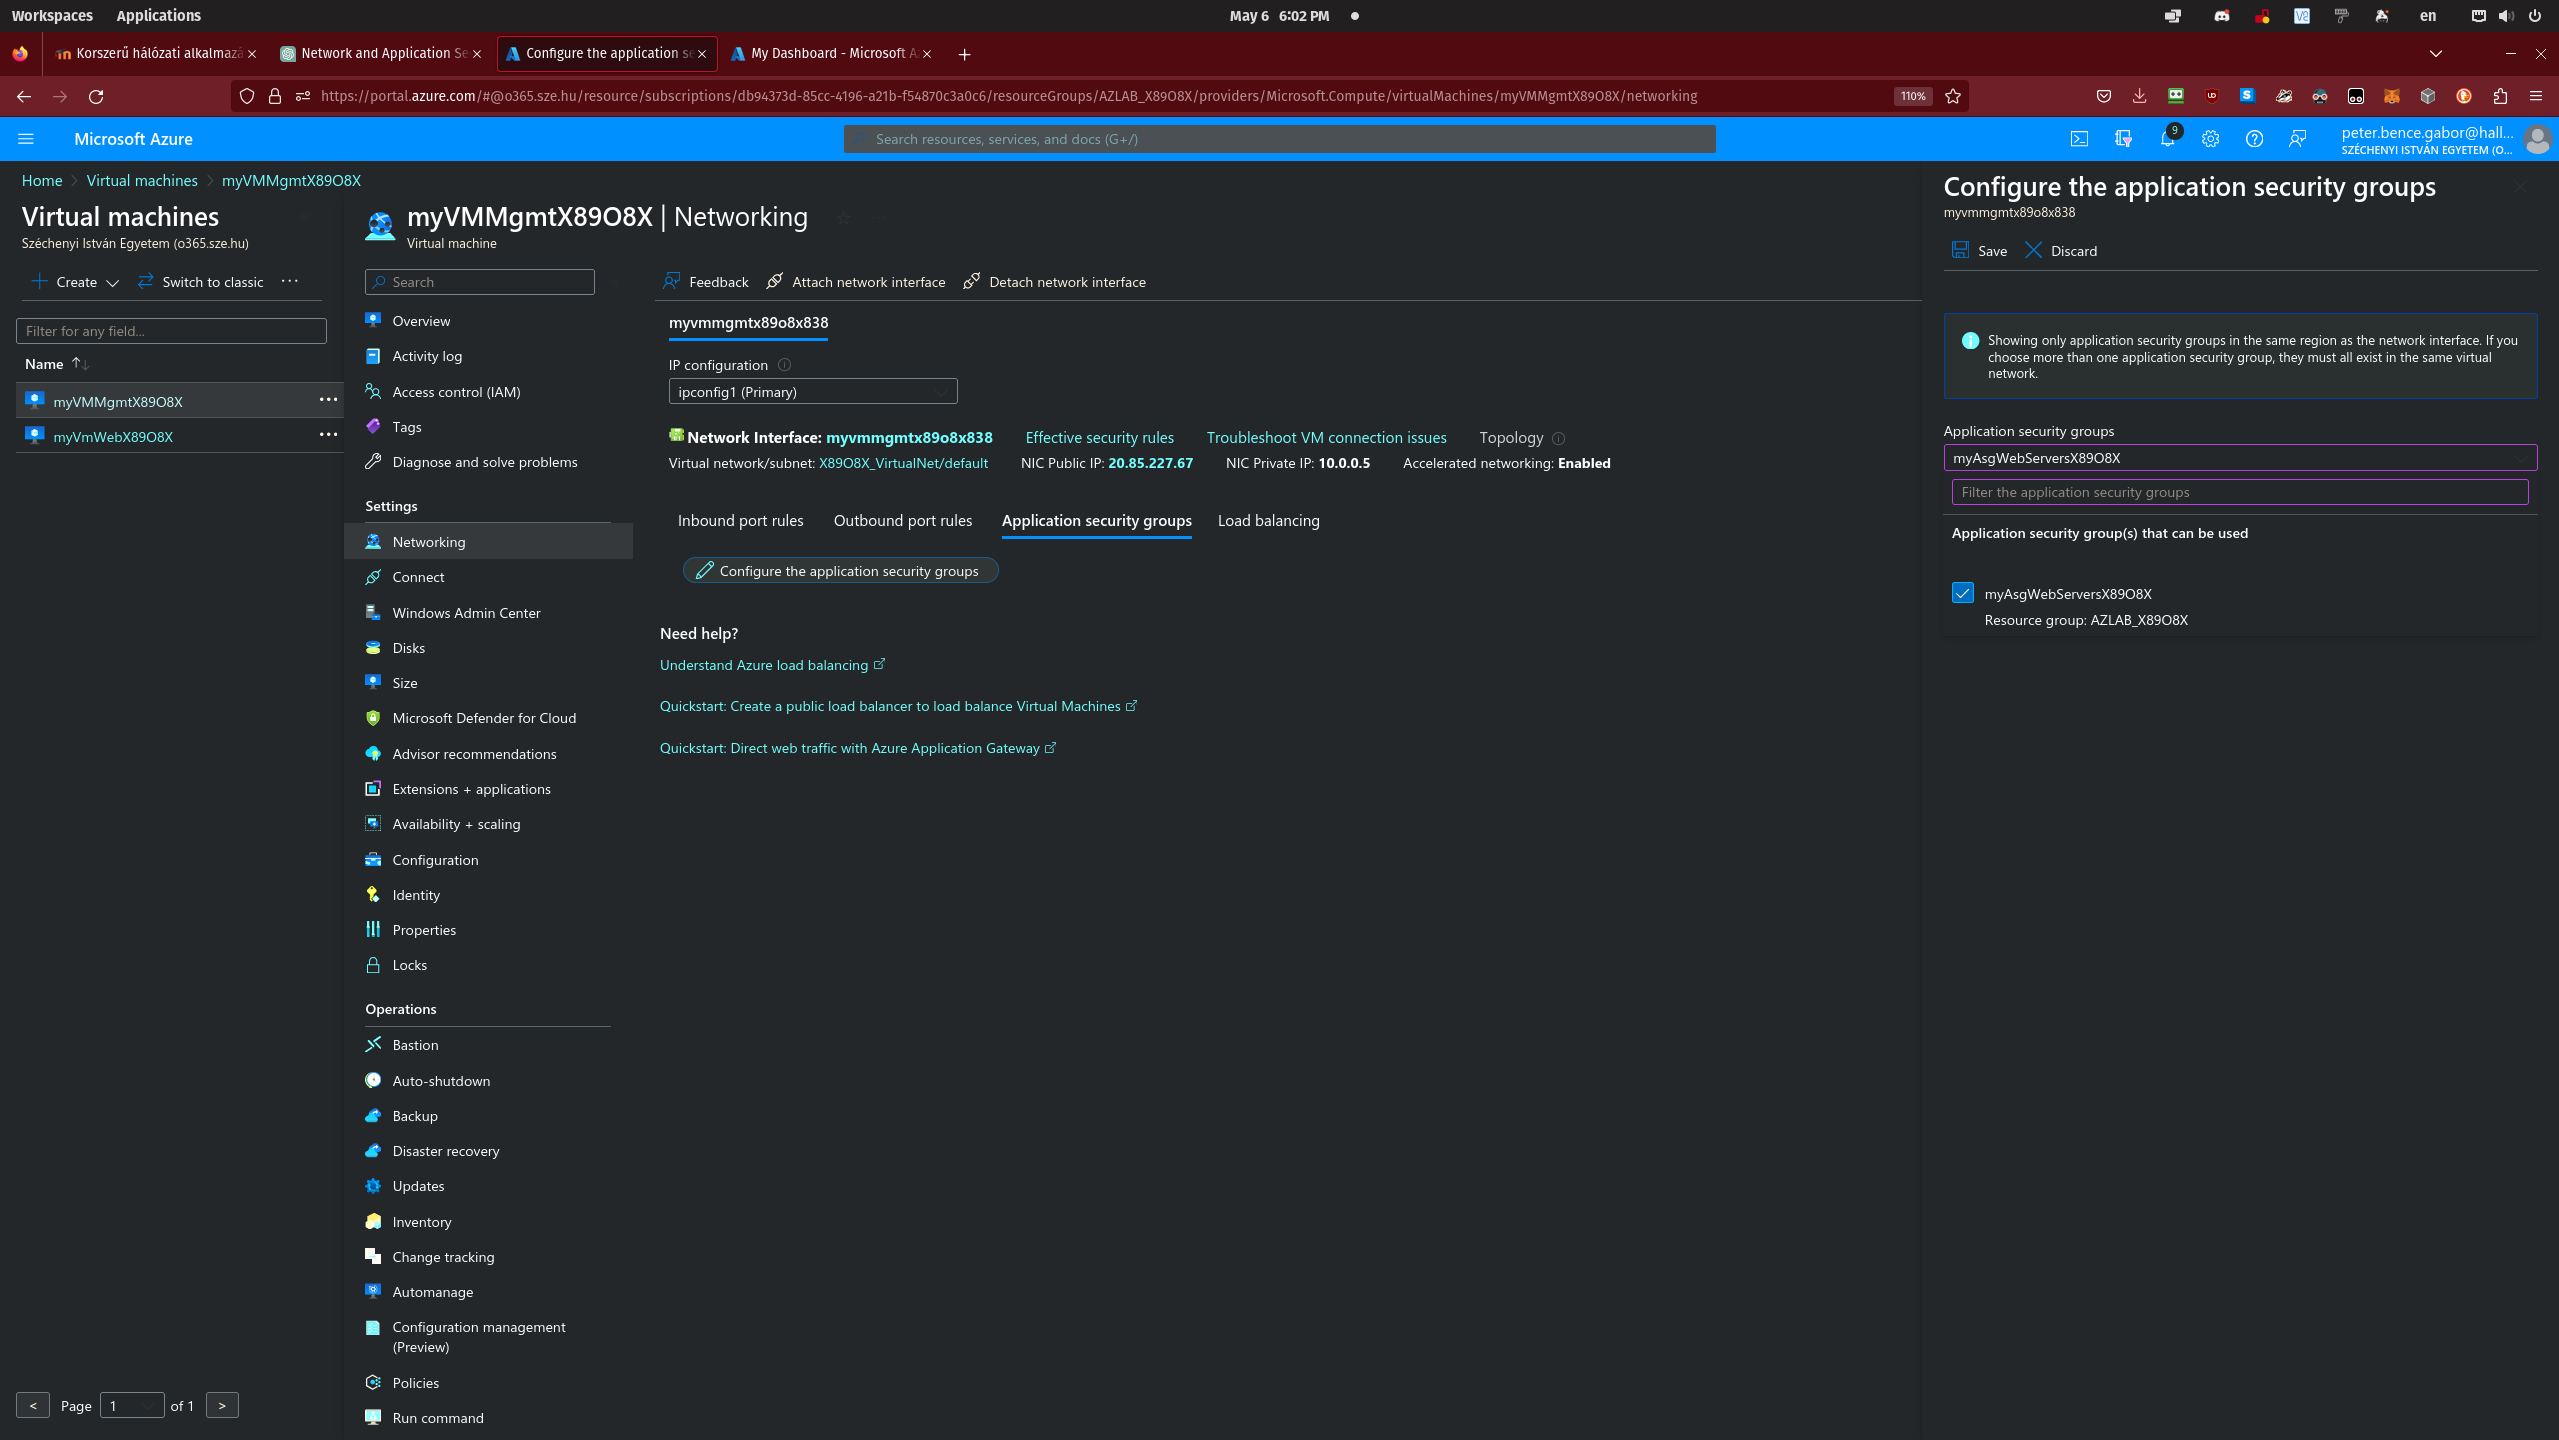 Workspaces Applications May 6 6:02 PM en
Korszerű hálózati alkalmazá Network and Application Se Configure the application se My Dashboard - Microsoft A
https://portal.azure.com/#@o365.sze.hu/resource/subscriptions/db94373d-85cc-4196-a21b-f54870c3a0c6/resourceGroups/AZLAB_X89O8X/providers/Microsoft.Compute/virtualMachines/myVMMgmtX89O8X/networking 110%
Microsoft Azure Search resources, services, and docs (G+/) 9 peter.bence.gabor@hall...
SZÉCHENYI ISTVÁN EGYETEM (O...
Home > Virtual machines > myVMMgmtX89O8X
Virtual machines
Széchenyi István Egyetem (o365.sze.hu)
Create Switch to classic ...
Filter for any field...
Name
myVMMgmtX89O8X ...
myVmWebX89O8X ...
< Page 1 of 1 >
myVMMgmtX89O8X | Networking
Virtual machine
Search
Overview
Activity log
Access control (IAM)
Tags
Diagnose and solve problems
Settings
Networking
Connect
Windows Admin Center
Disks
Size
Microsoft Defender for Cloud
Advisor recommendations
Extensions + applications
Availability + scaling
Configuration
Identity
Properties
Locks
Operations
Bastion
Auto-shutdown
Backup
Disaster recovery
Updates
Inventory
Change tracking
Automanage
Configuration management
(Preview)
Policies
Run command
Feedback Attach network interface Detach network interface
myvmmgmtx89o8x838
IP configuration
ipconfig1 (Primary)
Network Interface: myvmmgmtx89o8x838 Effective security rules Troubleshoot VM connection issues Topology
Virtual network/subnet: X89O8X_VirtualNet/default NIC Public IP: 20.85.227.67 NIC Private IP: 10.0.0.5 Accelerated networking: Enabled
Inbound port rules Outbound port rules Application security groups Load balancing
Configure the application security groups
Need help?
Understand Azure load balancing
Quickstart: Create a public load balancer to load balance Virtual Machines
Quickstart: Direct web traffic with Azure Application Gateway
Configure the application security groups
myvmmgmtx89o8x838
Save Discard
Showing only application security groups in the same region as the network interface. If you
choose more than one application security group, they must all exist in the same virtual
network.
Application security groups
myAsgWebServersX89O8X
Filter the application security groups
Application security group(s) that can be used
myAsgWebServersX89O8X
Resource group: AZLAB_X89O8X